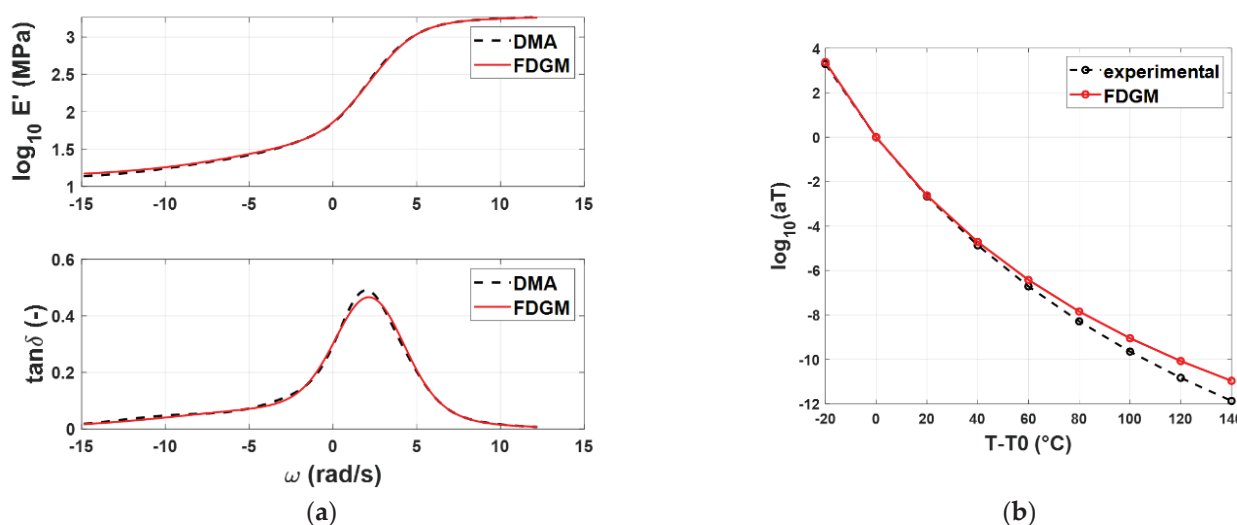 log10 E' (MPa)
3
2.5
2
1.5
1
-15 -10 -5 0 5 10 15
DMA
FDGM
tanδ (-)
0.6
0.4
0.2
0
-15 -10 -5 0 5 10 15
DMA
FDGM
ω (rad/s)
(a)
log10(aT)
4
2
0
-2
-4
-6
-8
-10
-12
-20 0 20 40 60 80 100 120 140
experimental
FDGM
T-T0 (°C)
(b)